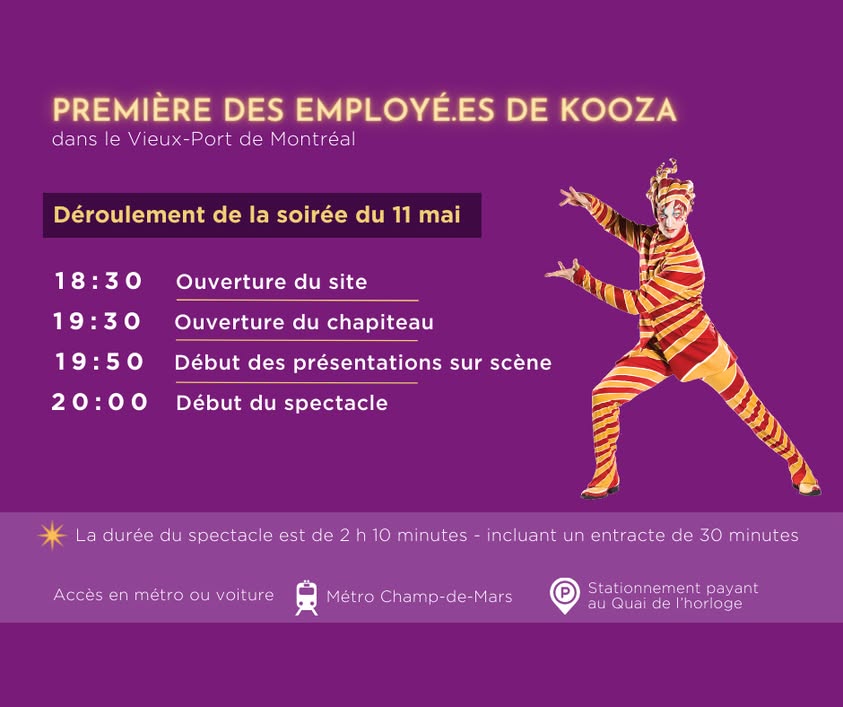 PREMIÈRE DES EMPLOYÉ.ES DE KOOZA
dans le Vieux-Port de Montréal
Déroulement de la soirée du 11 mai
18:30 Ouverture du site
19:30 Ouverture du chapiteau
19:50 Début des présentations sur scène
20:00 Début du spectacle
La durée du spectacle est de 2 h 10 minutes - incluant un entracte de 30 minutes
Accès en métro ou voiture
Métro Champ-de-Mars
P
Stationnement payant
au Quai de l'horloge